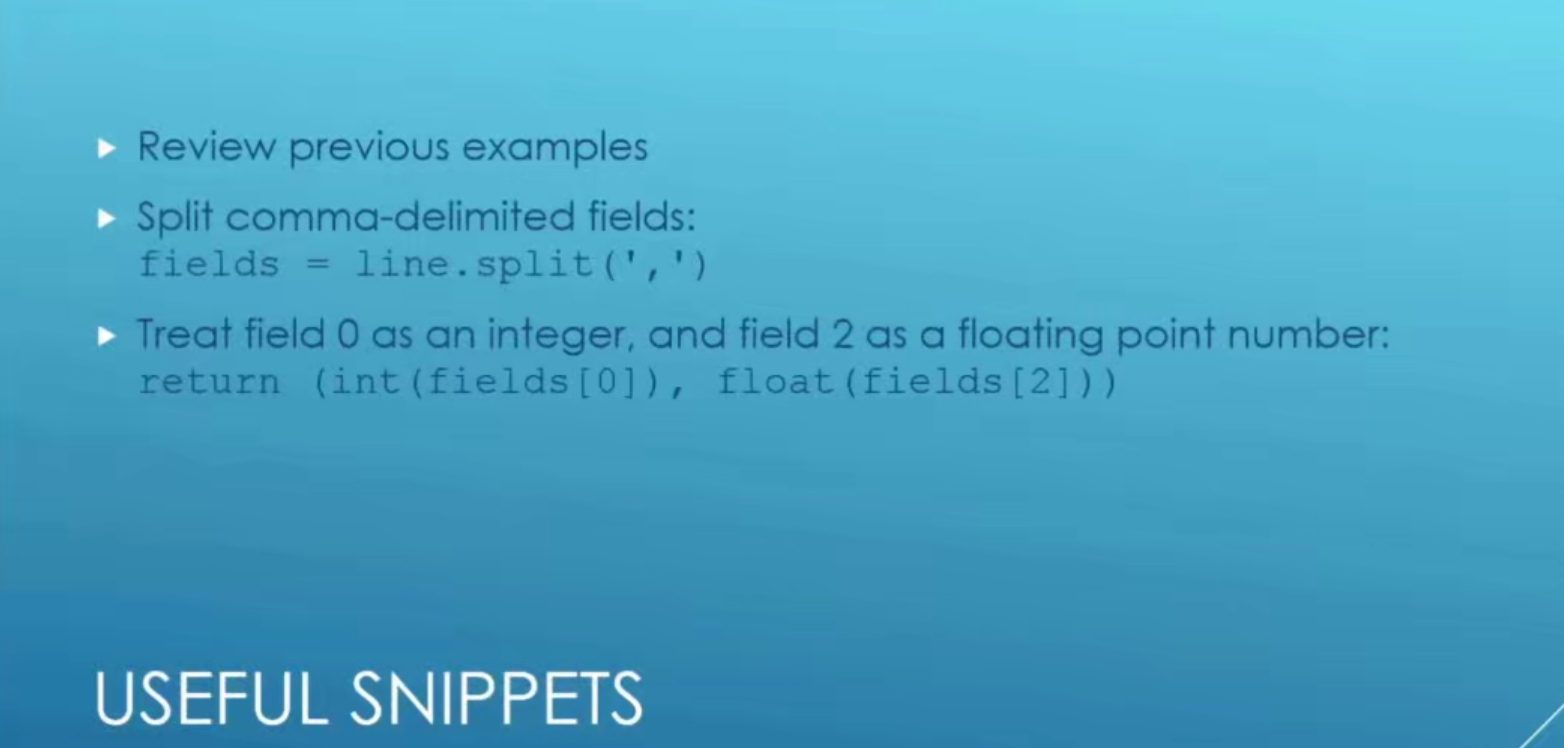 Review previous examples
Split comma-delimited fields:
fields = line.split(',')
Treat field 0 as an integer, and field 2 as a floating point number:
return (int(fields[0]), float(fields[2]))
USEFUL SNIPPETS